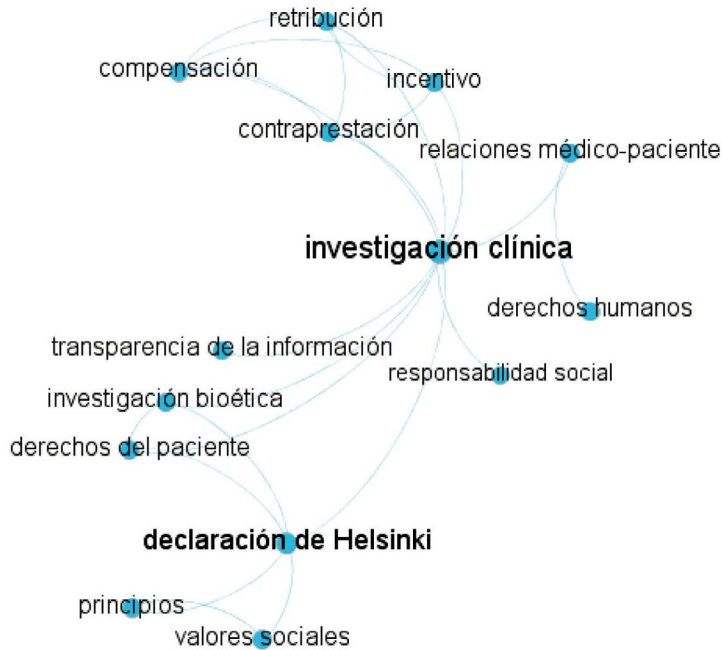 retribución
compensación
incentivo
contraprestación
relaciones médico-paciente
investigación clínica
derechos humanos
transparencia de la información
responsabilidad social
investigación bioética
derechos del paciente
declaración de Helsinki
principios
valores sociales